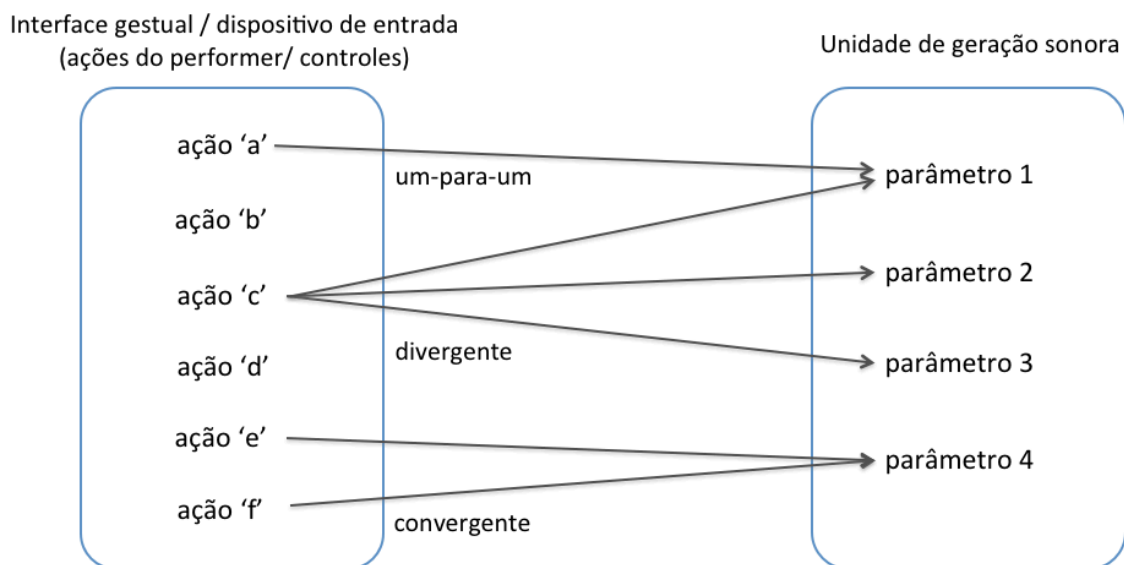 Interface gestual / dispositivo de entrada
(ações do performer/ controles)
Unidade de geração sonora
ação ‘a’
um-para-um
parâmetro 1
ação ‘b’
ação ‘c’
parâmetro 2
divergente
ação ‘d’
parâmetro 3
ação ‘e’
parâmetro 4
ação ‘f’
convergente